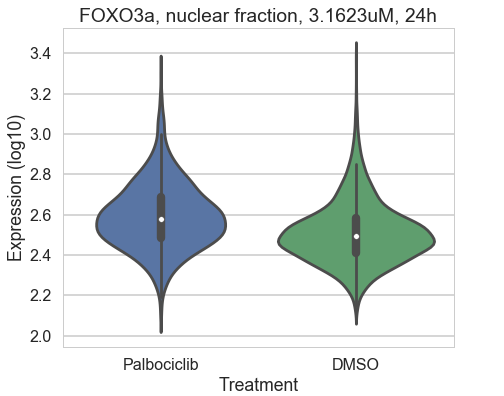 FOXO3a, nuclear fraction, 3.1623uM, 24h
Expression (log10)
3.4
3.2
3.0
2.8
2.6
2.4
2.2
2.0
Palbociclib DMSO
Treatment